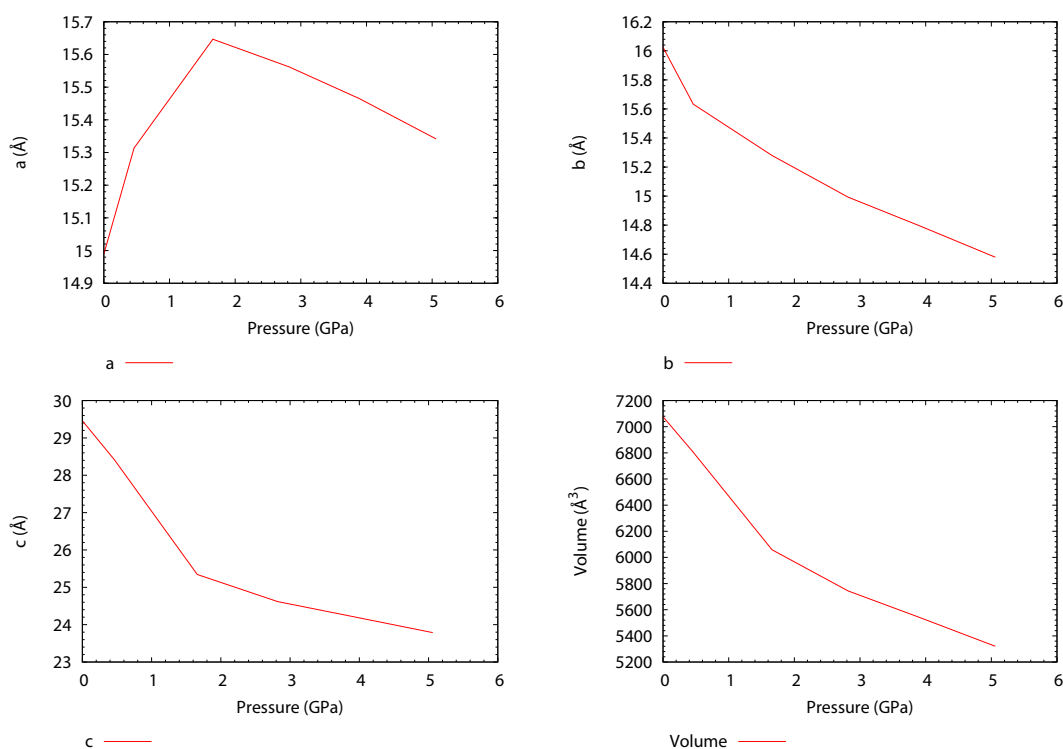 15.7
15.6
15.5
15.4
15.3
15.2
15.1
15
14.9
a (Å)
0 1 2 3 4 5 6
Pressure (GPa)
a
16.2
16
15.8
15.6
15.4
15.2
15
14.8
14.6
14.4
b (Å)
0 1 2 3 4 5 6
Pressure (GPa)
b
30
29
28
27
26
25
24
23
c (Å)
0 1 2 3 4 5 6
Pressure (GPa)
c
7200
7000
6800
6600
6400
6200
6000
5800
5600
5400
5200
Volume (Å³)
0 1 2 3 4 5 6
Pressure (GPa)
Volume